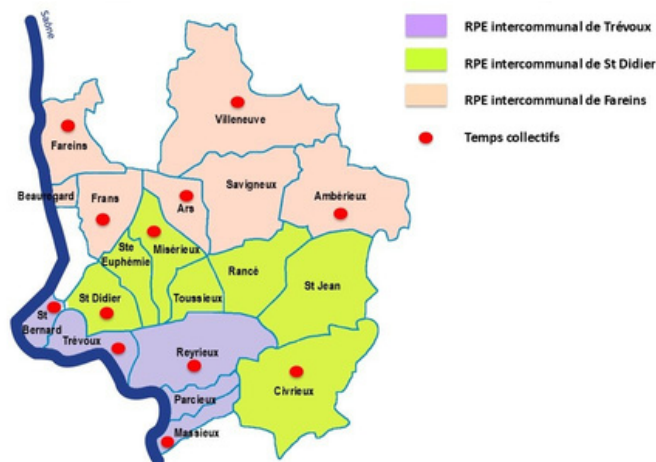 Saône
RPE intercommunal de Trévoux
RPE intercommunal de St Didier
RPE intercommunal de Fareins
Temps collectifs
Villeneuve
Fareins
Savigneux
Beauregard
Frans
Ars
Ambérieux
Ste
Euphémie
Misérieux
Rancé
St Jean
St Didier
Toussieux
St
Bernard
Trévoux
Reyrieux
Civrieux
Parcieux
Massieux